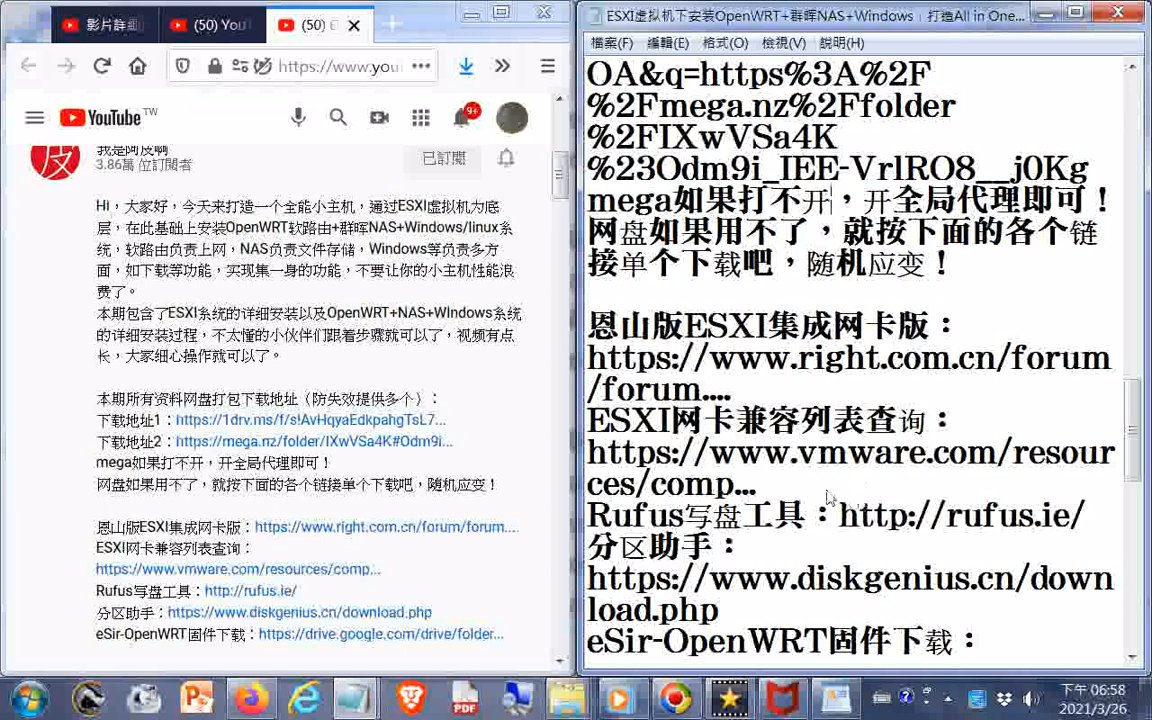 影片詳細
(50) You
(50) E
ESXI虚拟机下安装OpenWRT+群晖NAS+Windows | 打造All in One...
https://www.you
檔案(F) 編輯(E) 格式(O) 檢視(V) 說明(H)
YouTube TW
9+
我是阿皮啊
3.86萬 位訂閱者
已訂閱
Hi，大家好，今天来打造一个全能小主机，通过ESXI虚拟机为底
层，在此基础上安装OpenWRT软路由+群晖NAS+Windows/linux系
统，软路由负责上网，NAS负责文件存储，Windows等负责多方
面，如下载等功能，实现集一身的功能，不要让你的小主机性能浪
费了。
本期包含了ESXI系统的详细安装以及OpenWRT+NAS+WIndows系统
的详细安装过程，不太懂的小伙伴们跟着步骤就可以了，视频有点
长，大家细心操作就可以了。
本期所有资料网盘打包下载地址（防失效提供多个）：
下载地址1：https://1drv.ms/f/s!AvHqyaEdkpahgTsL7...
下载地址2：https://mega.nz/folder/IXwVSa4K#Odm9i...
mega如果打不开，开全局代理即可！
网盘如果用不了，就按下面的各个链接单个下载吧，随机应变！
恩山版ESXI集成网卡版：https://www.right.com.cn/forum/forum....
ESXI网卡兼容列表查询：
https://www.vmware.com/resources/comp...
Rufus写盘工具：http://rufus.ie/
分区助手：https://www.diskgenius.cn/download.php
eSir-OpenWRT固件下载：https://drive.google.com/drive/folder...
OA&q=https%3A%2F
%2Fmega.nz%2Ffolder
%2FIXwVSa4K
%23Odm9i_IEE-VrlRO8__j0Kg
mega如果打不开，开全局代理即可！
网盘如果用不了，就按下面的各个链
接单个下载吧，随机应变！
恩山版ESXI集成网卡版：
https://www.right.com.cn/forum
/forum....
ESXI网卡兼容列表查询：
https://www.vmware.com/resour
ces/comp...
Rufus写盘工具：http://rufus.ie/
分区助手：
https://www.diskgenius.cn/down
load.php
eSir-OpenWRT固件下载：
PDF
下午 06:58
2021/3/26